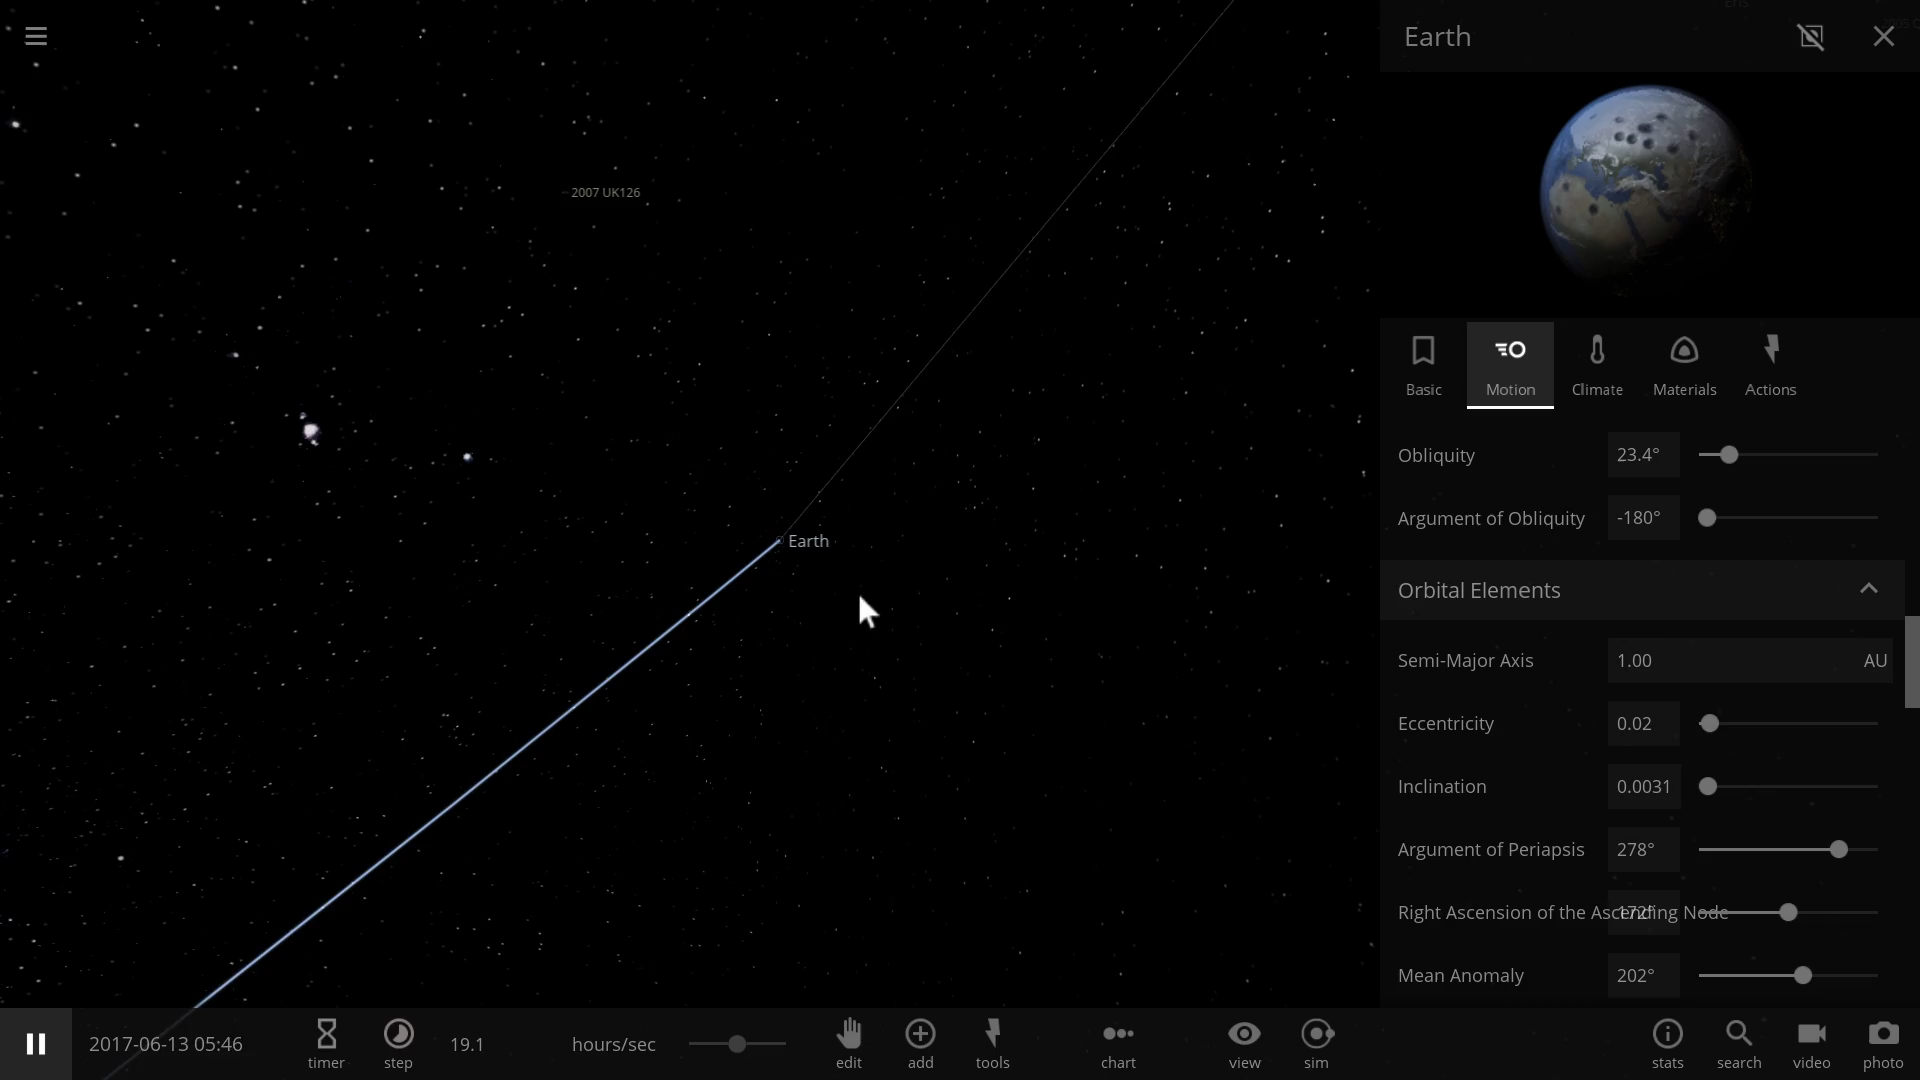 Eris
Earth
2007 UK126
Basic Motion Climate Materials Actions
Obliquity 23.4°
Argument of Obliquity -180°
Earth
Orbital Elements
Semi-Major Axis 1.00 AU
Eccentricity 0.02
Inclination 0.0031
Argument of Periapsis 278°
Right Ascension of the Ascending Node 172°
Mean Anomaly 202°
2017-06-13 05:46 timer step 19.1 hours/sec edit add tools chart view sim stats search video photo